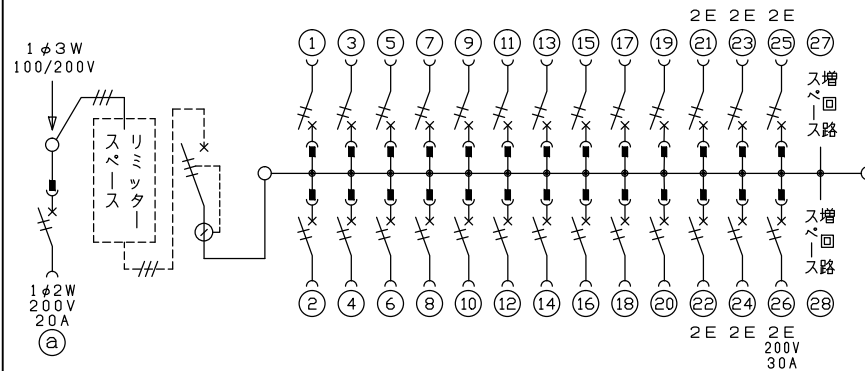 2E 2E 2E
① ③ ⑤ ⑦ ⑨ ⑪ ⑬ ⑮ ⑰ ⑲ ㉑ ㉓ ㉕ ㉗
1φ3W
100/200V
リミッター
スペース
増回路
スペース
増回路
スペース
1φ2W
200V
20A
ⓐ
② ④ ⑥ ⑧ ⑩ ⑫ ⑭ ⑯ ⑱ ⑳ ㉒ ㉔ ㉖ ㉘
2E 2E 2E
200V
30A